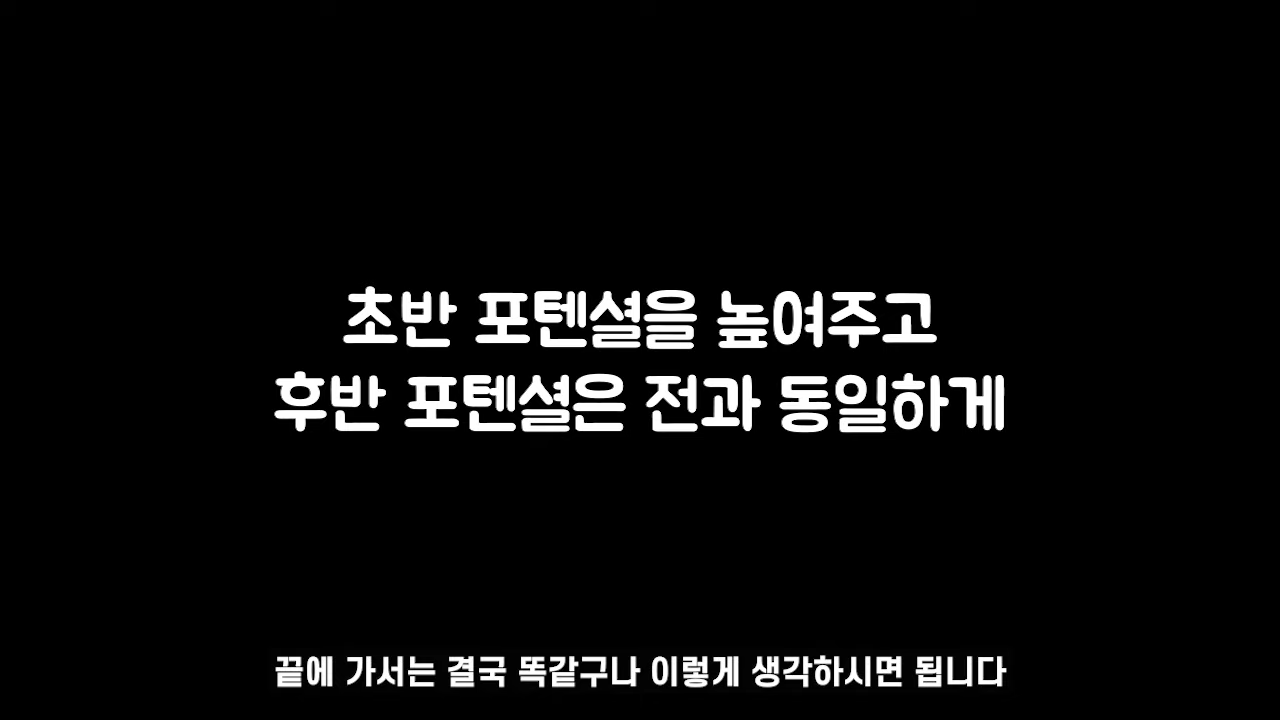 초반 포텐셜을 높여주고
후반 포텐셜은 전과 동일하게
끝에 가서는 결국 똑같구나 이렇게 생각하시면 됩니다